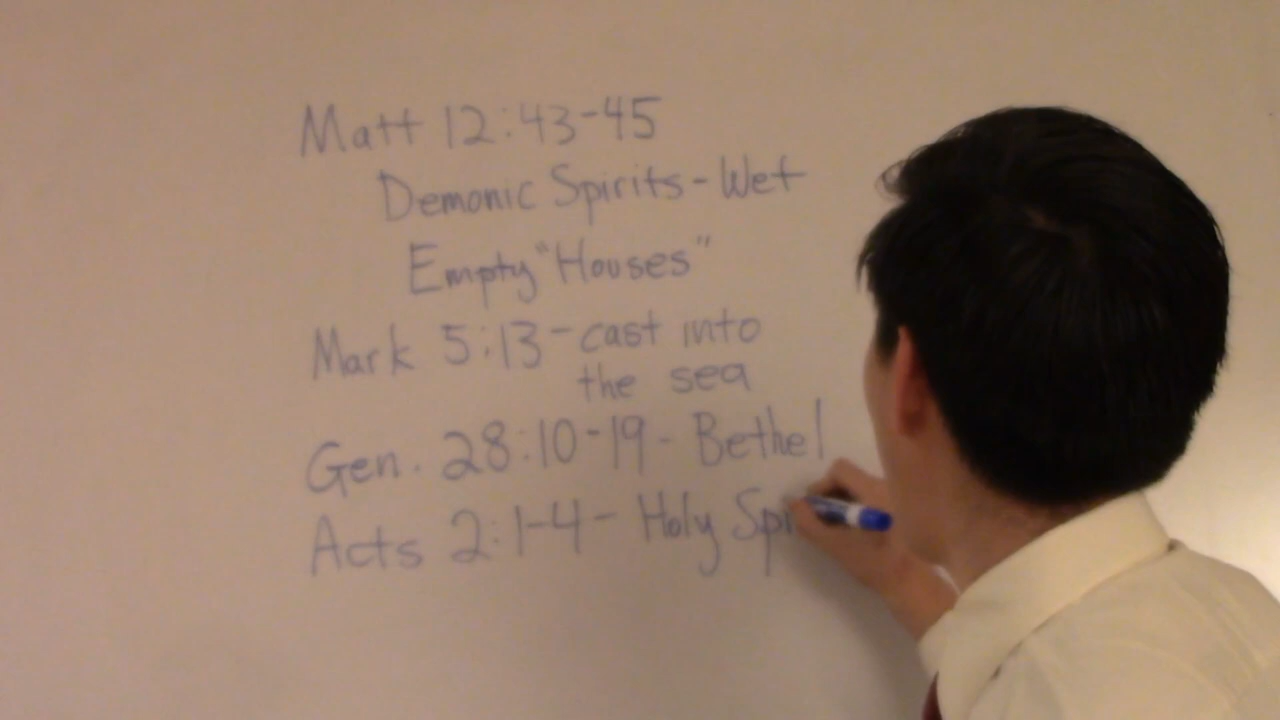 Matt 12:43-45
Demonic Spirits - Wet
Empty "Houses"
Mark 5:13 - cast into
the sea
Gen. 28:10-19 - Bethel
Acts 2:1-4 - Holy Spi